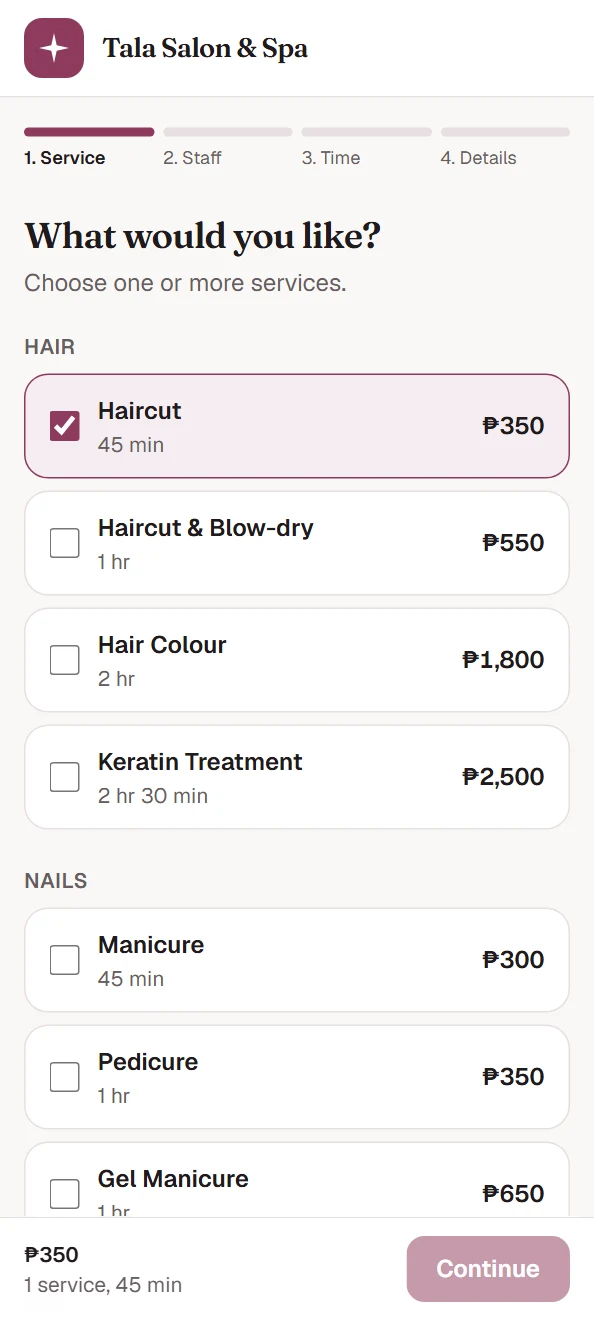 Tala Salon & Spa
1. Service
2. Staff
3. Time
4. Details
What would you like?
Choose one or more services.
HAIR
Haircut
45 min
₱350
Haircut & Blow-dry
1 hr
₱550
Hair Colour
2 hr
₱1,800
Keratin Treatment
2 hr 30 min
₱2,500
NAILS
Manicure
45 min
₱300
Pedicure
1 hr
₱350
Gel Manicure
1 hr
₱650
₱350
1 service, 45 min
Continue